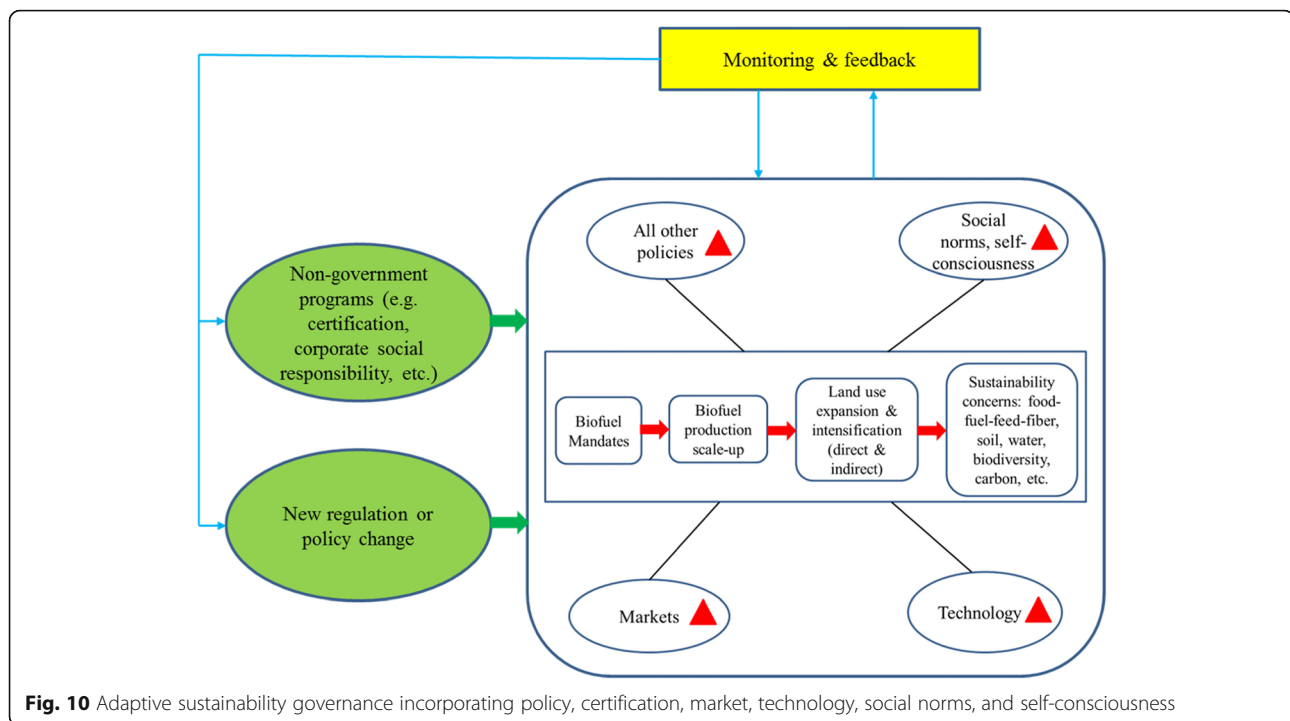 Monitoring & feedback
All other
policies
Social
norms, self-
consciousness
Non-government
programs (e.g.
certification,
corporate social
responsibility, etc.)
Biofuel
Mandates
Biofuel
production
scale-up
Land use
expansion &
intensification
(direct &
indirect)
Sustainability
concerns: food-
fuel-feed-fiber,
soil, water,
biodiversity,
carbon, etc.
New regulation or
policy change
Markets
Technology
Fig. 10 Adaptive sustainability governance incorporating policy, certification, market, technology, social norms, and self-consciousness